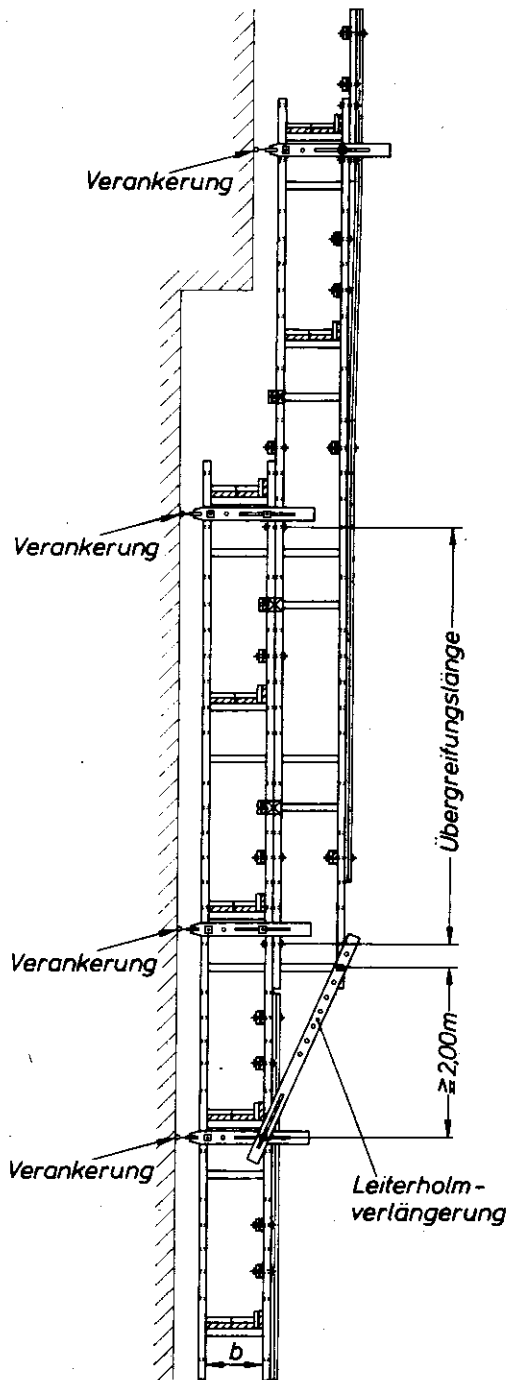 Verankerung
Verankerung
Übergreifungslänge
Verankerung
≧2,00m
Verankerung
Leiterholm-
verlängerung
b